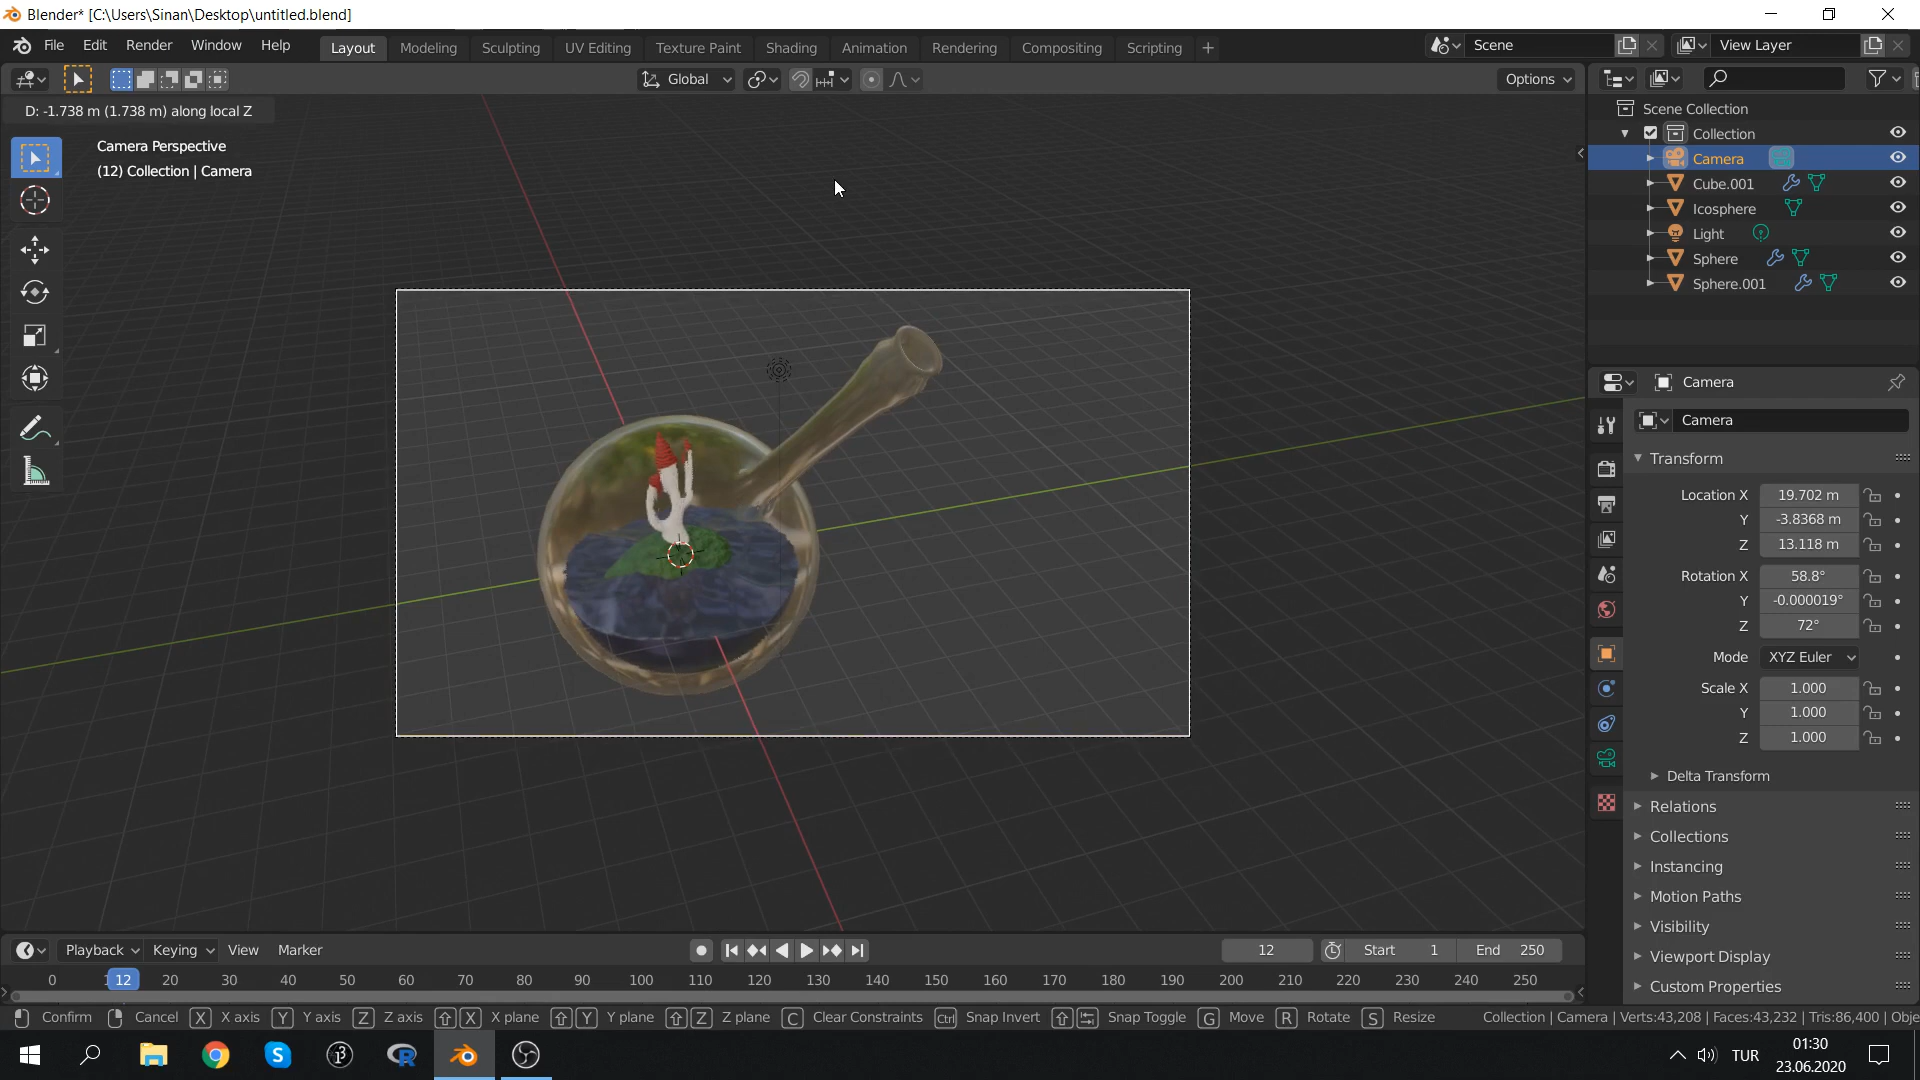 Blender* [C:\Users\Sinan\Desktop\untitled.blend]
File Edit Render Window Help Layout Modeling Sculpting UV Editing Texture Paint Shading Animation Rendering Compositing Scripting + Scene View Layer
Global Options
D: -1.738 m (1.738 m) along local Z
Camera Perspective
(12) Collection | Camera
Scene Collection
Collection
Camera
Cube.001
Icosphere
Light
Sphere
Sphere.001
Camera
Camera
Transform
Location X 19.702 m
Y -3.8368 m
Z 13.118 m
Rotation X 58.8°
Y -0.000019°
Z 72°
Mode XYZ Euler
Scale X 1.000
Y 1.000
Z 1.000
Delta Transform
Relations
Collections
Instancing
Motion Paths
Visibility
Viewport Display
Custom Properties
Playback Keying View Marker 12 Start 1 End 250
0 12 20 30 40 50 60 70 80 90 100 110 120 130 140 150 160 170 180 190 200 210 220 230 240 250
Confirm Cancel X X axis Y Y axis Z Z axis X X plane Y Y plane Z Z plane C Clear Constraints Ctrl Snap Invert Snap Toggle G Move R Rotate S Resize Collection | Camera | Verts:43,208 | Faces:43,232 | Tris:86,400 | Obje
TUR 01:30
23.06.2020